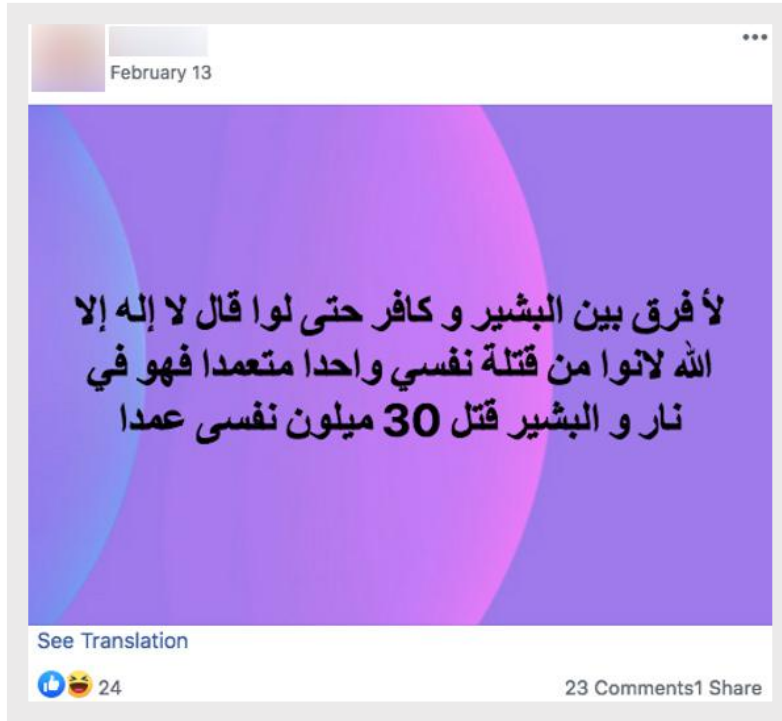 February 13
لأ فرق بين البشير و كافر حتى لوا قال لا إله إلا
الله لانوا من قتلة نفسي واحدا متعمدا فهو في
نار و البشير قتل 30 ميلون نفسى عمدا
See Translation
24
23 Comments1 Share